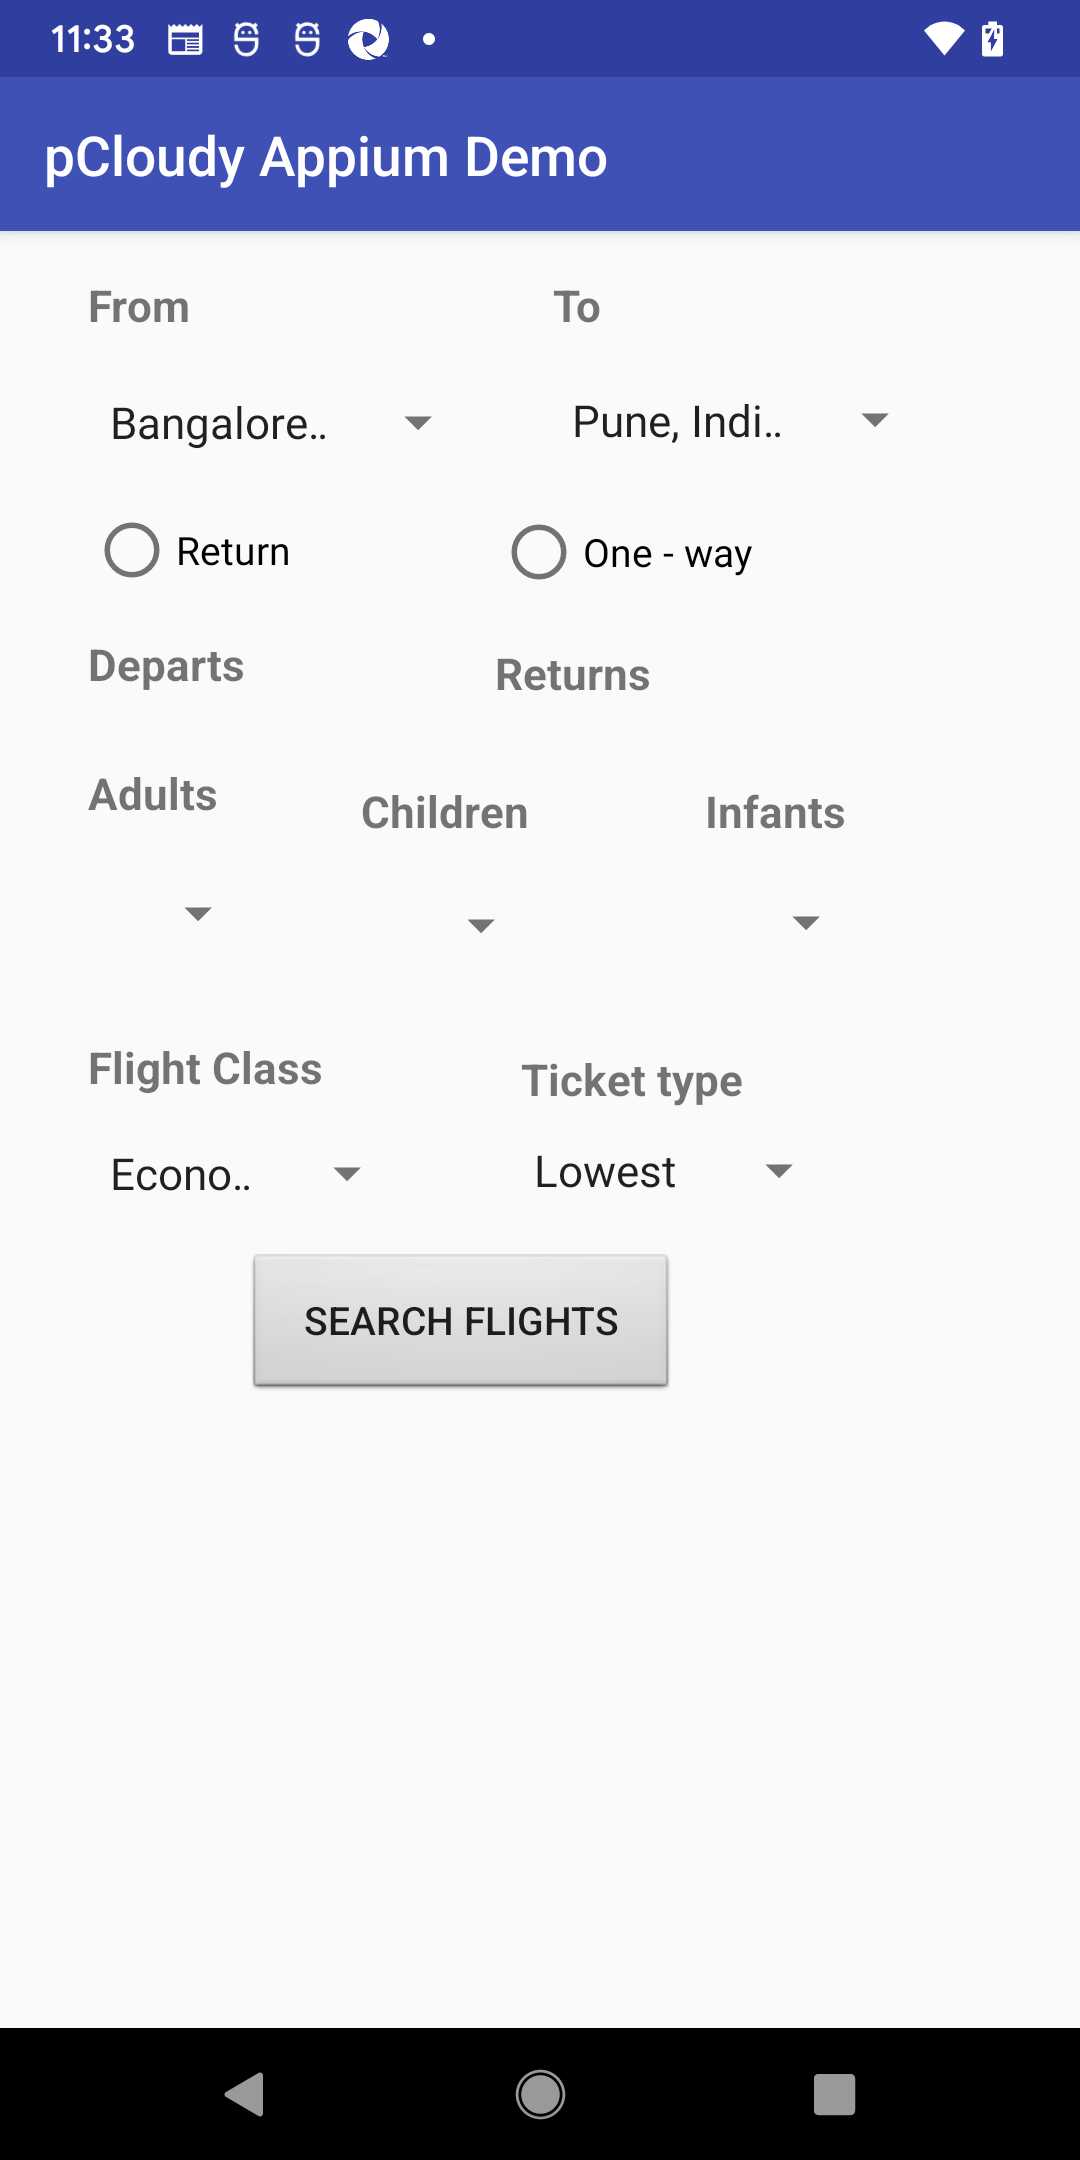 11:33
pCloudy Appium Demo
From To
Bangalore.. Pune, Indi..
Return One - way
Departs Returns
Adults Children Infants
Flight Class Ticket type
Econo.. Lowest
SEARCH FLIGHTS